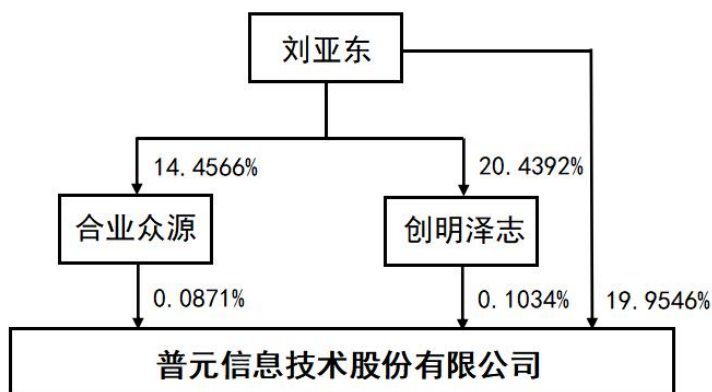 刘亚东
14.4566%
20.4392%
合业众源
创明泽志
0.0871%
0.1034%
19.9546%
普元信息技术股份有限公司